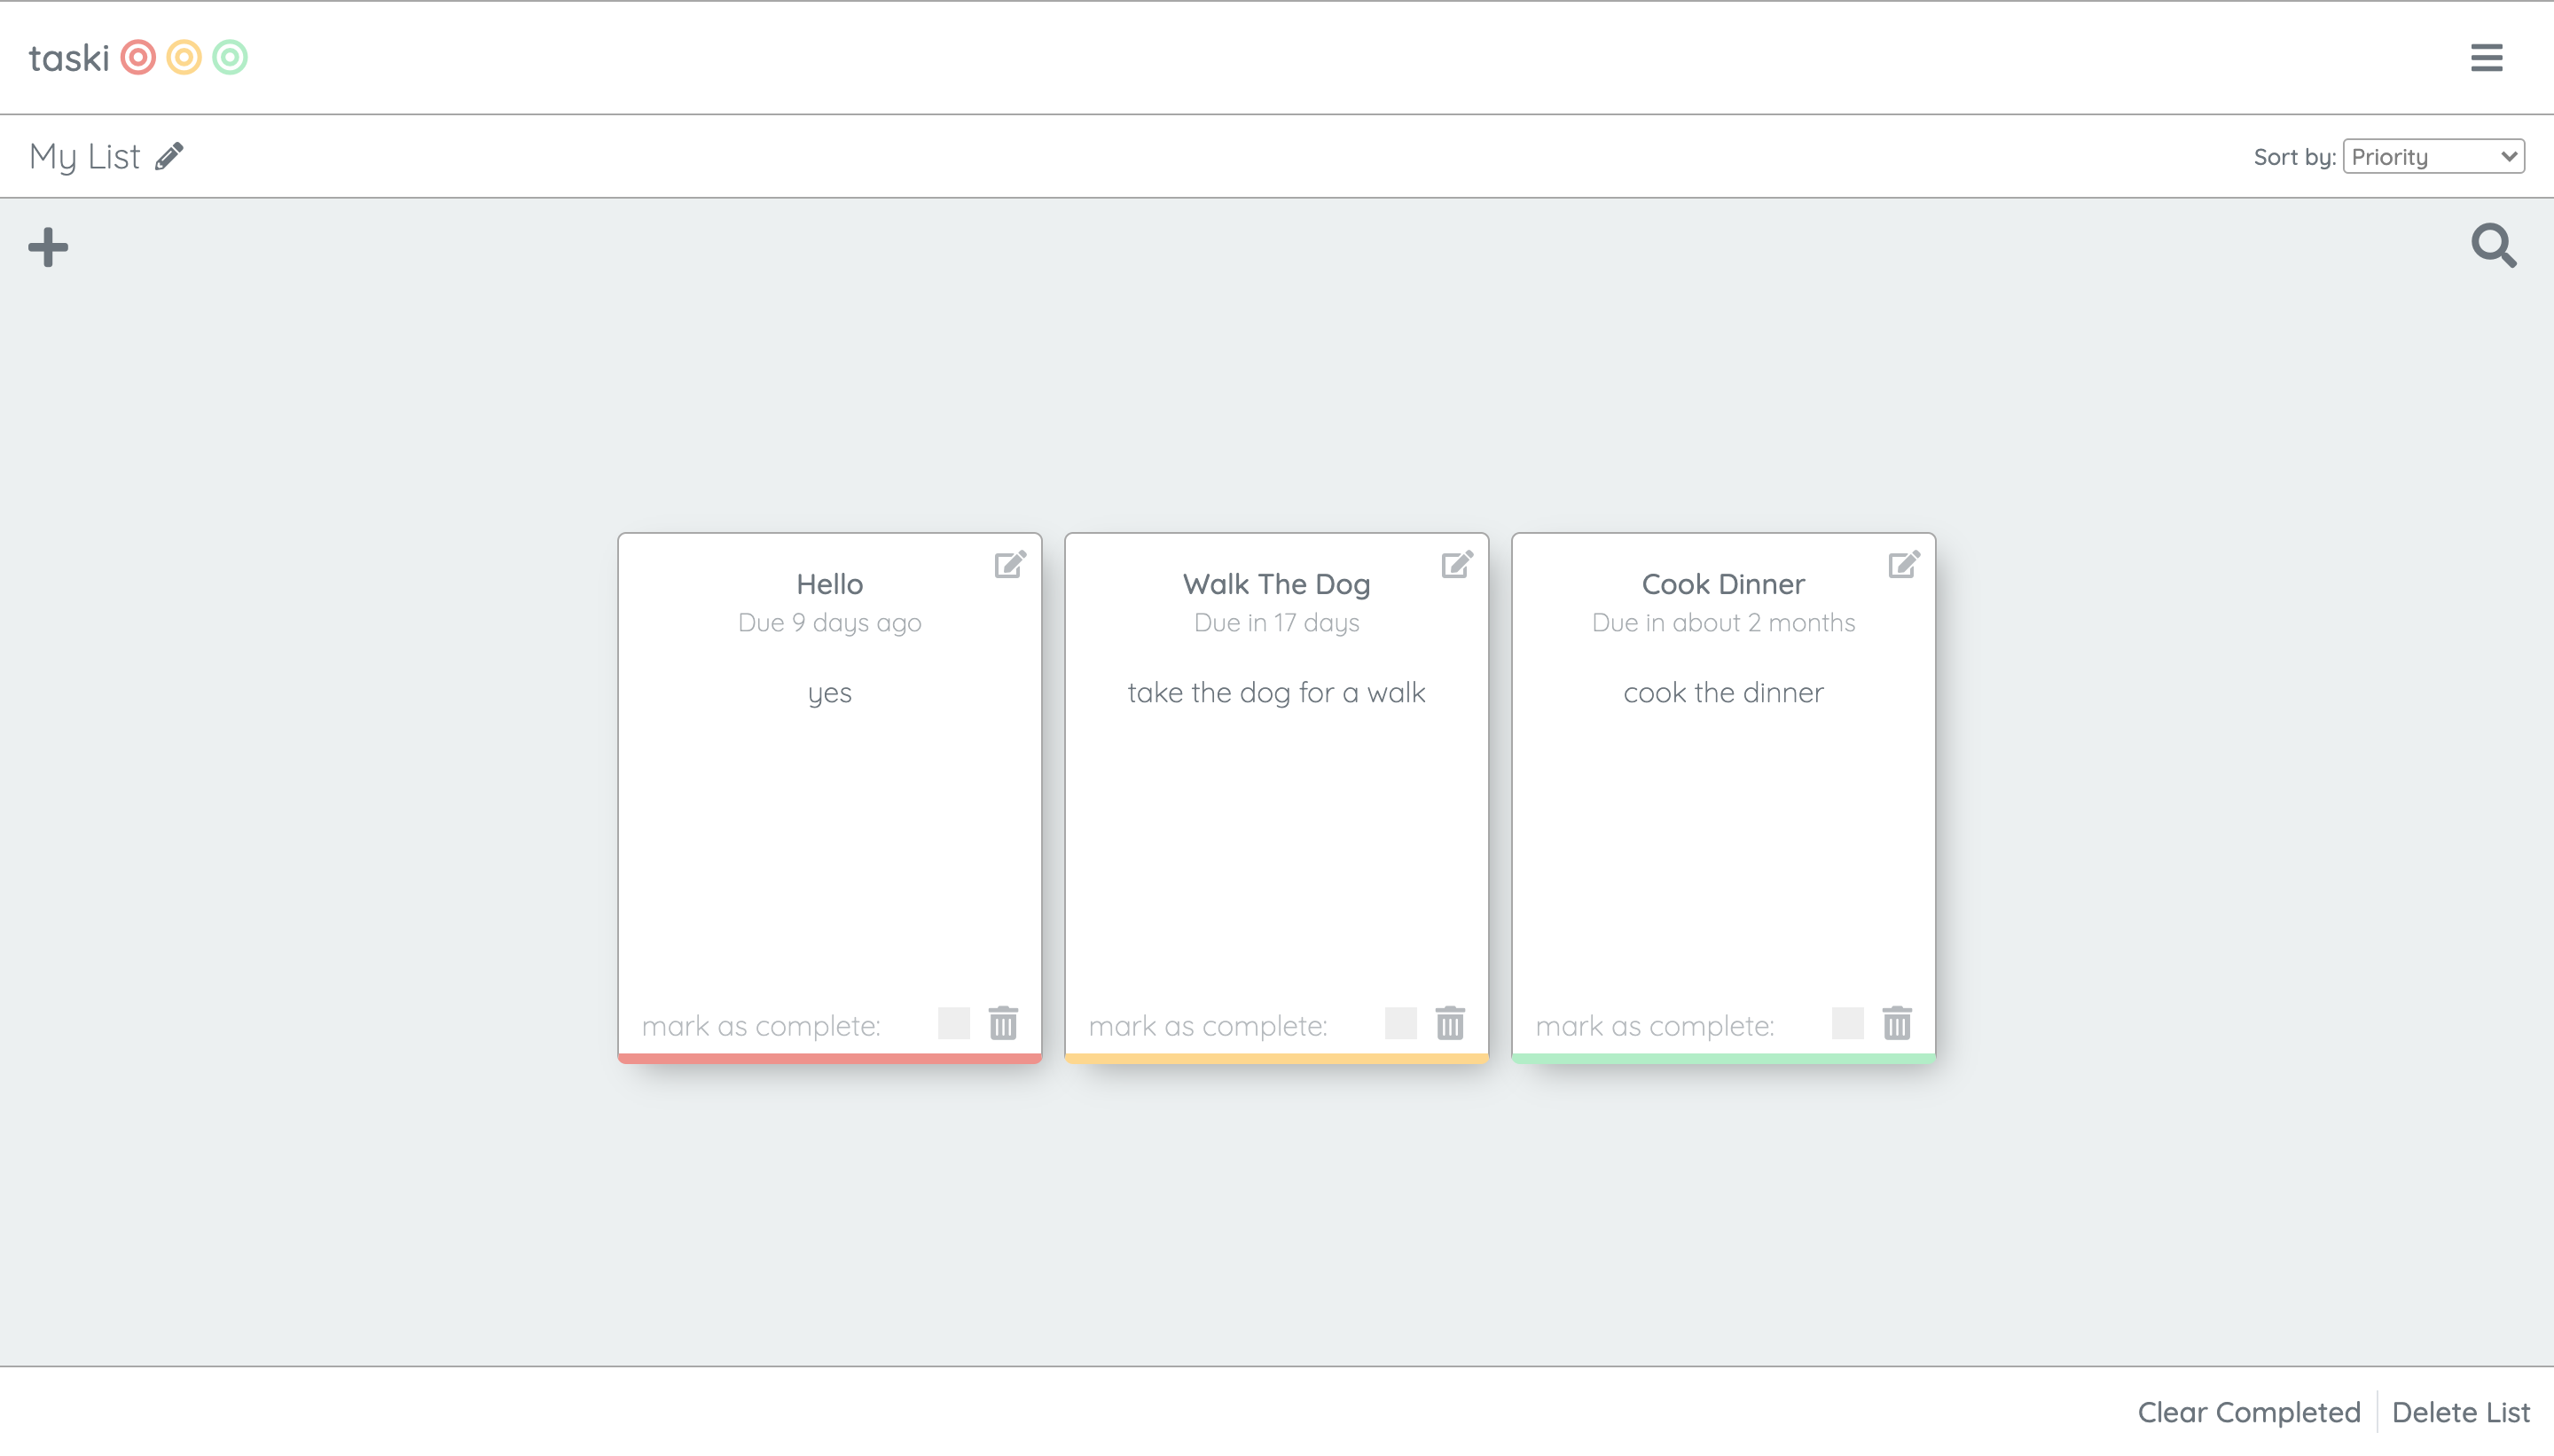 taski
My List
Sort by: Priority
Hello
Due 9 days ago
yes
mark as complete:
Walk The Dog
Due in 17 days
take the dog for a walk
mark as complete:
Cook Dinner
Due in about 2 months
cook the dinner
mark as complete:
Clear Completed
Delete List